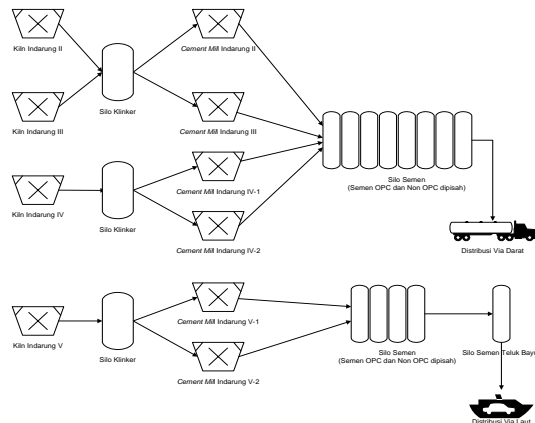 Kiln Indarung II
Cement Mill Indarung II
Silo Klinker
Kiln Indarung III
Cement Mill Indarung III
Cement Mill Indarung IV-1
Silo Semen
(Semen OPC dan Non OPC dipisah)
Kiln Indarung IV
Silo Klinker
Cement Mill Indarung IV-2
Distribusi Via Darat
Cement Mill Indarung V-1
Kiln Indarung V
Silo Klinker
Silo Semen
(Semen OPC dan Non OPC dipisah)
Silo Semen Teluk Bayur
Cement Mill Indarung V-2
Distribusi Via Laut